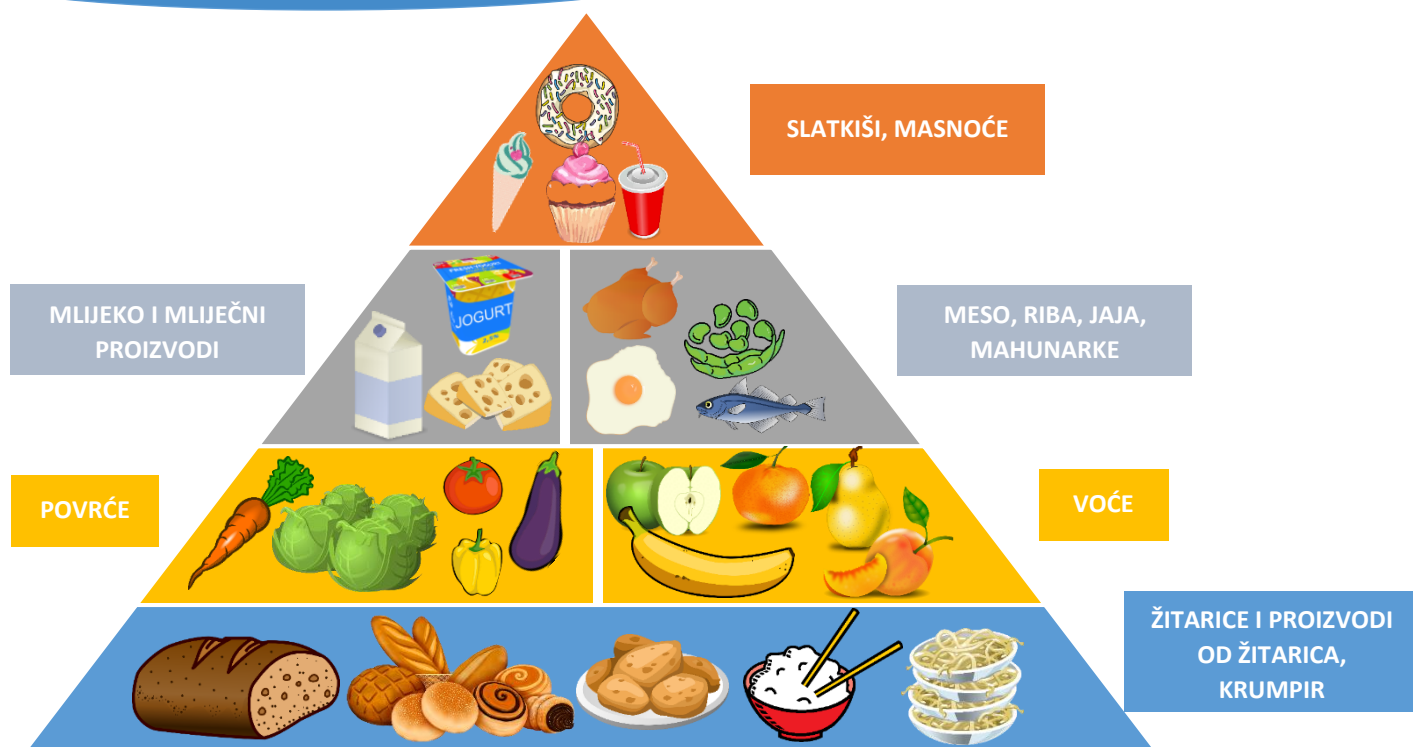 SLATKIŠI, MASNOĆE
MLIJEKO I MLIJEČNI
PROIZVODI
JOGURT
MESO, RIBA, JAJA,
MAHUNARKE
POVRĆE
VOĆE
ŽITARICE I PROIZVODI
OD ŽITARICA,
KRUMPIR